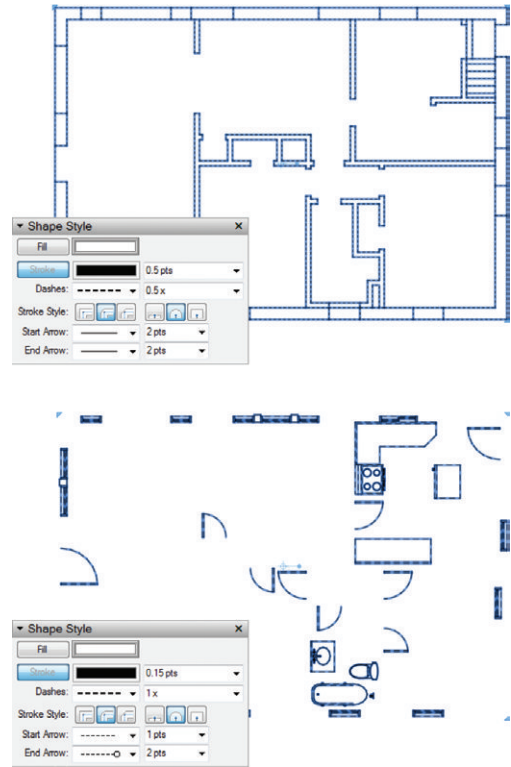 Shape Style
Fill
Stroke 0.5 pts
Dashes: 0.5 x
Stroke Style:
Start Arrow: 2 pts
End Arrow: 2 pts
Shape Style
Fill
Stroke 0.15 pts
Dashes: 1 x
Stroke Style:
Start Arrow: 1 pts
End Arrow: 2 pts